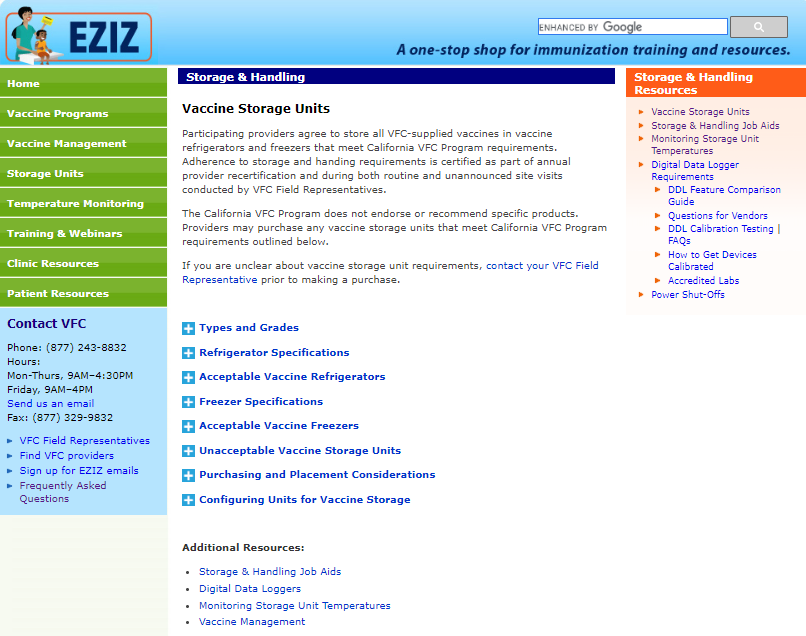 EZIZ
ENHANCED BY Google
A one-stop shop for immunization training and resources.
Home
Vaccine Programs
Vaccine Management
Storage Units
Temperature Monitoring
Training & Webinars
Clinic Resources
Patient Resources
Contact VFC
Phone: (877) 243-8832
Hours:
Mon-Thurs, 9AM–4:30PM
Friday, 9AM–4PM
Send us an email
Fax: (877) 329-9832
VFC Field Representatives
Find VFC providers
Sign up for EZIZ emails
Frequently Asked
Questions
Storage & Handling
Vaccine Storage Units
Participating providers agree to store all VFC-supplied vaccines in vaccine
refrigerators and freezers that meet California VFC Program requirements.
Adherence to storage and handing requirements is certified as part of annual
provider recertification and during both routine and unannounced site visits
conducted by VFC Field Representatives.
The California VFC Program does not endorse or recommend specific products.
Providers may purchase any vaccine storage units that meet California VFC Program
requirements outlined below.
If you are unclear about vaccine storage unit requirements, contact your VFC Field
Representative prior to making a purchase.
Types and Grades
Refrigerator Specifications
Acceptable Vaccine Refrigerators
Freezer Specifications
Acceptable Vaccine Freezers
Unacceptable Vaccine Storage Units
Purchasing and Placement Considerations
Configuring Units for Vaccine Storage
Additional Resources:
Storage & Handling Job Aids
Digital Data Loggers
Monitoring Storage Unit Temperatures
Vaccine Management
Storage & Handling
Resources
Vaccine Storage Units
Storage & Handling Job Aids
Monitoring Storage Unit
Temperatures
Digital Data Logger
Requirements
DDL Feature Comparison
Guide
Questions for Vendors
DDL Calibration Testing |
FAQs
How to Get Devices
Calibrated
Accredited Labs
Power Shut-Offs